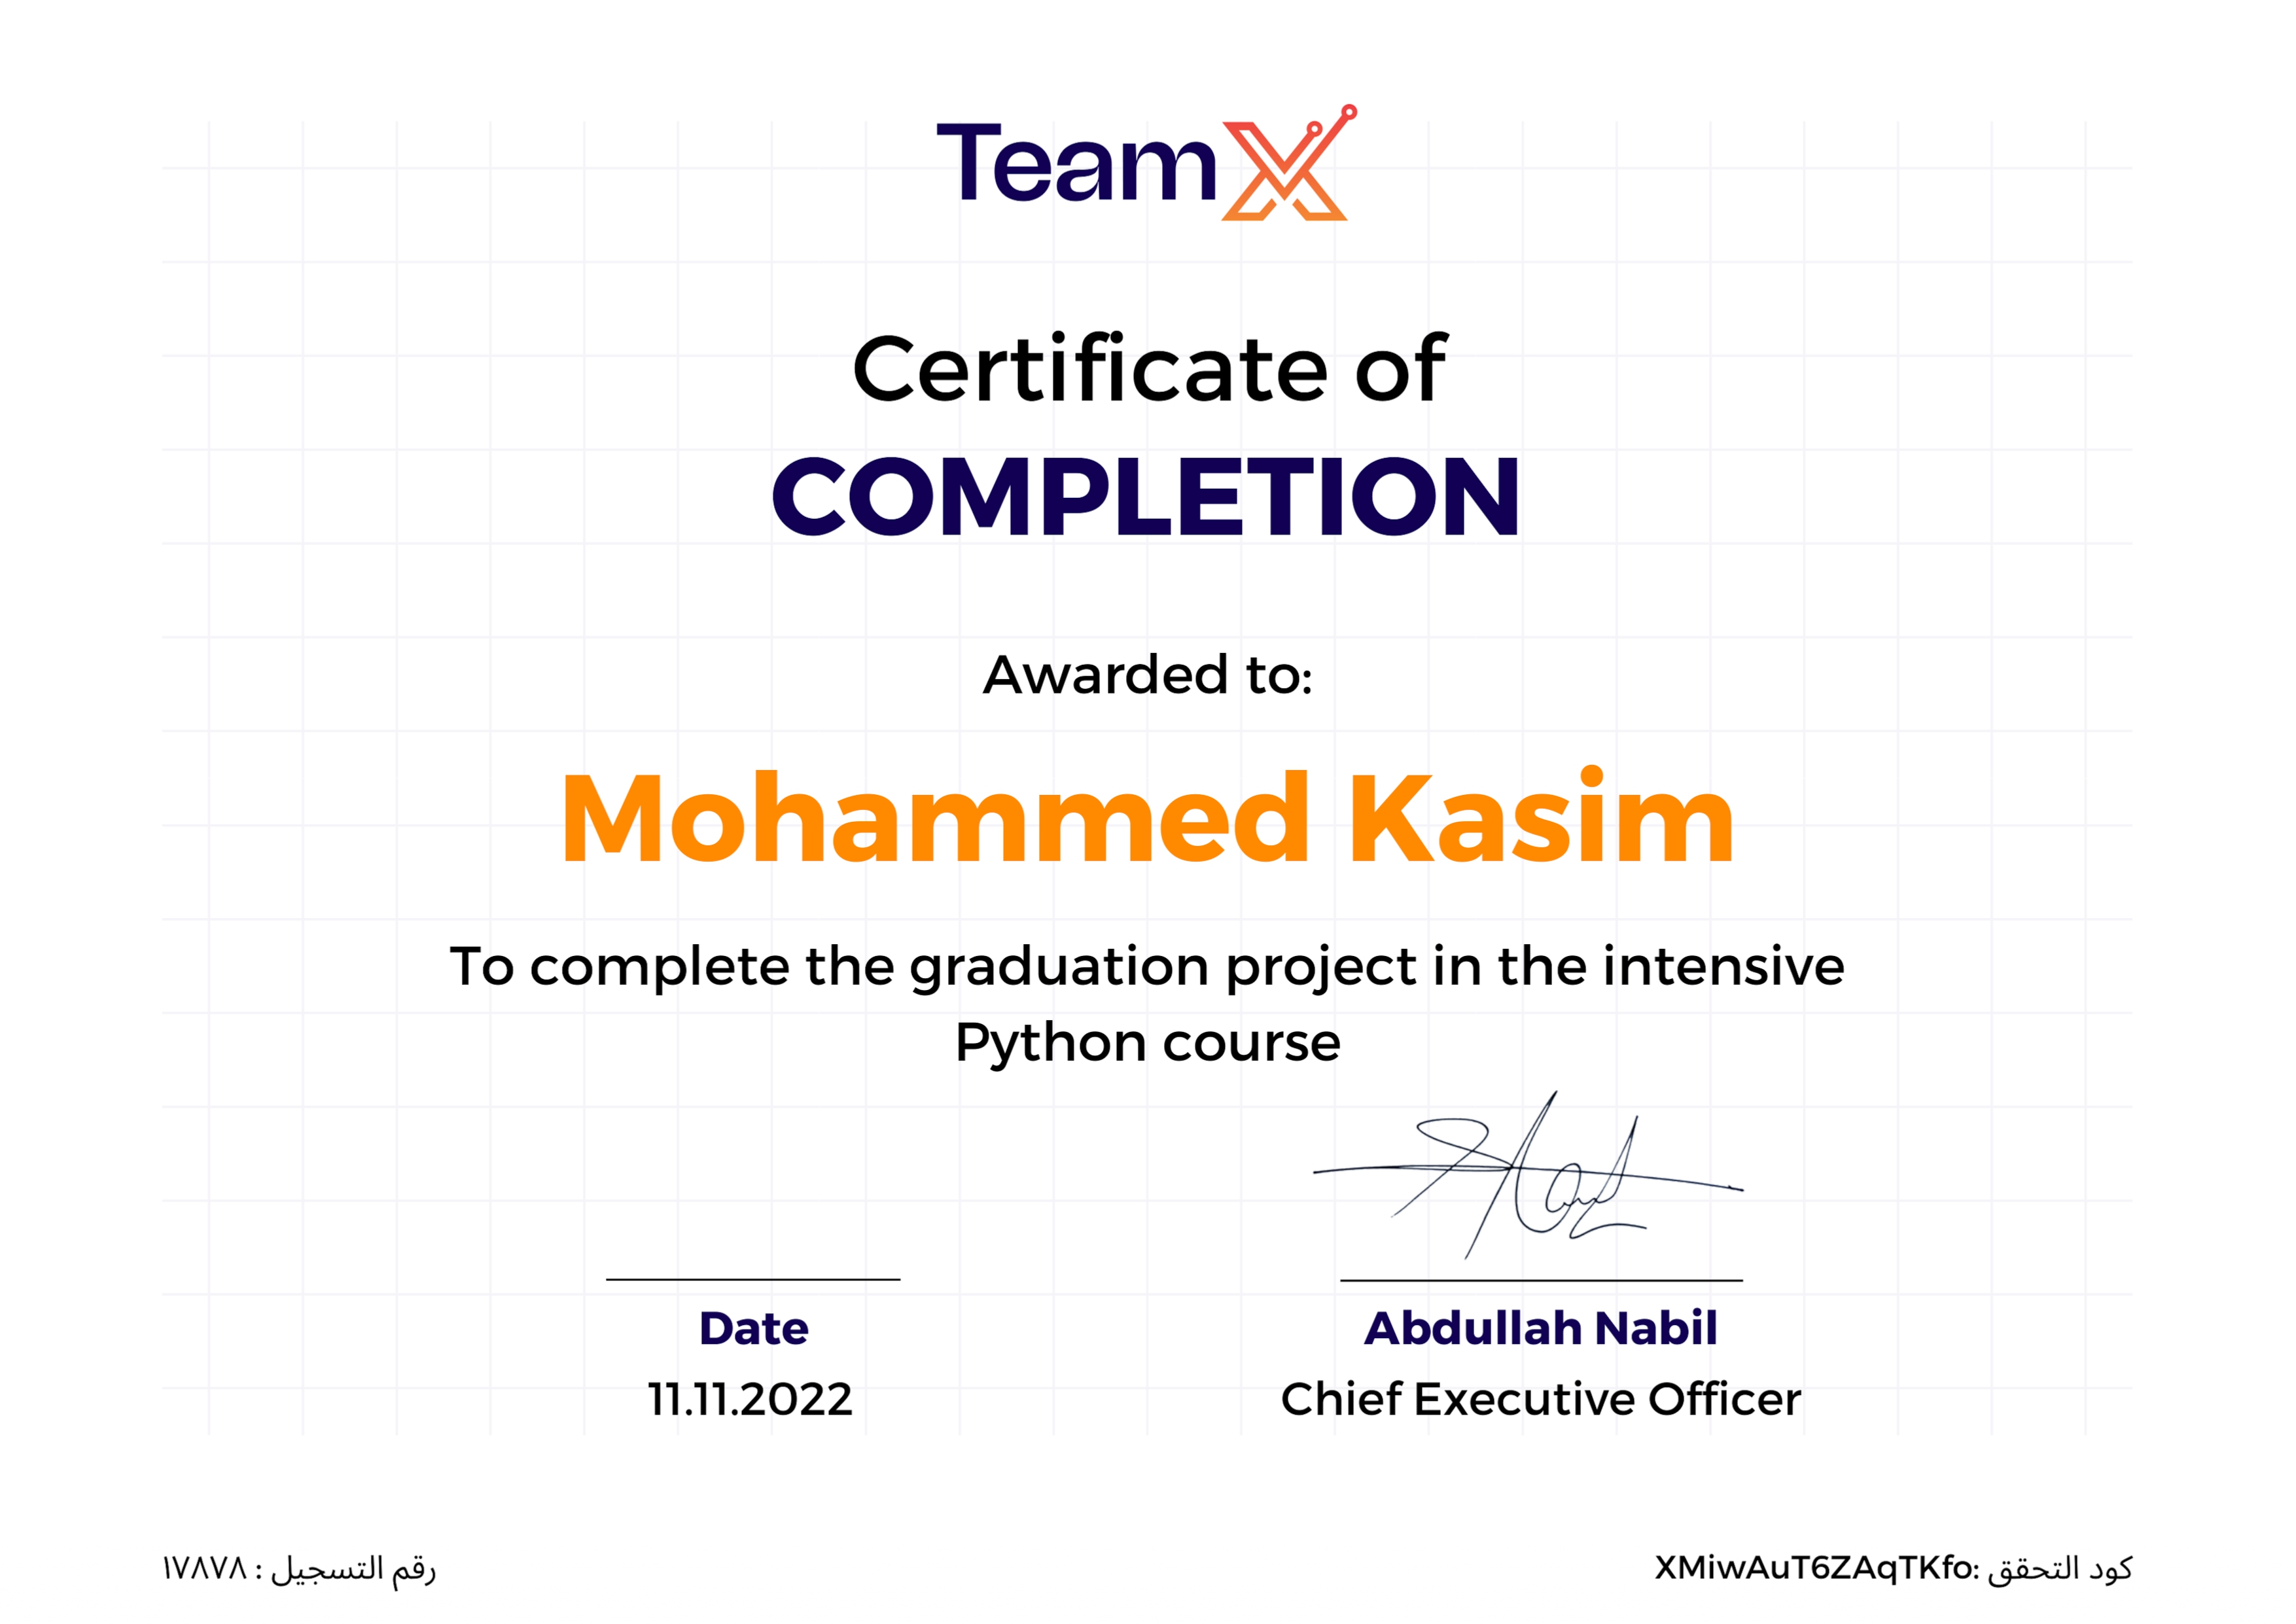 TeamX
Certificate of
COMPLETION
Awarded to:
Mohammed Kasim
To complete the graduation project in the intensive
Python course
Date
11.11.2022
Abdullah Nabil
Chief Executive Officer
رقم التسجيل : ١٧٨٧٨
كود التحقق :XMiwAuT6ZAqTKfo